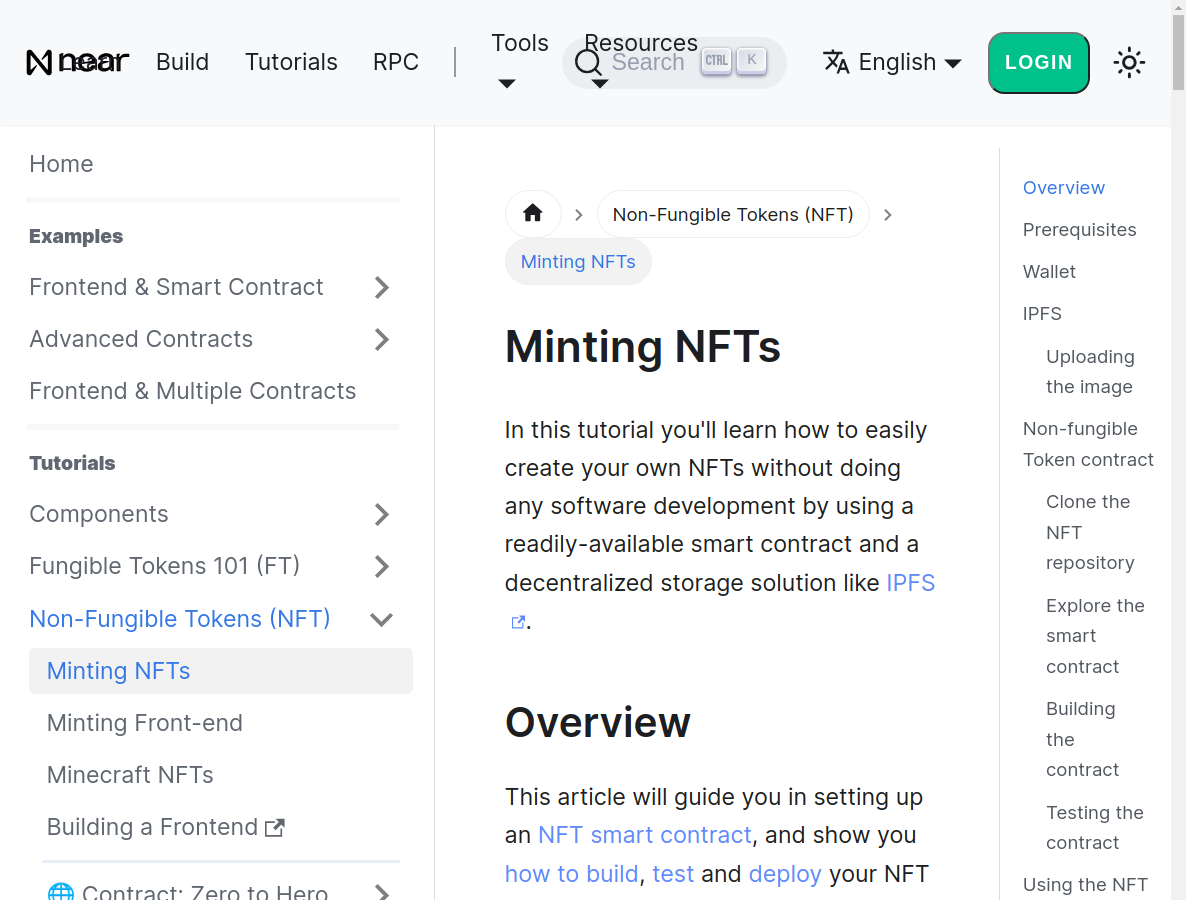 near
Learn
Build
Tutorials
RPC
Tools
Resources
Search
CTRL
K
English
LOGIN
Home
Examples
Frontend & Smart Contract
Advanced Contracts
Frontend & Multiple Contracts
Tutorials
Components
Fungible Tokens 101 (FT)
Non-Fungible Tokens (NFT)
Minting NFTs
Minting Front-end
Minecraft NFTs
Building a Frontend
Contract: Zero to Hero
Non-Fungible Tokens (NFT)
Minting NFTs
Minting NFTs
In this tutorial you'll learn how to easily
create your own NFTs without doing
any software development by using a
readily-available smart contract and a
decentralized storage solution like IPFS
.
Overview
This article will guide you in setting up
an NFT smart contract, and show you
how to build, test and deploy your NFT
Overview
Prerequisites
Wallet
IPFS
Uploading
the image
Non-fungible
Token contract
Clone the
NFT
repository
Explore the
smart
contract
Building
the
contract
Testing the
contract
Using the NFT